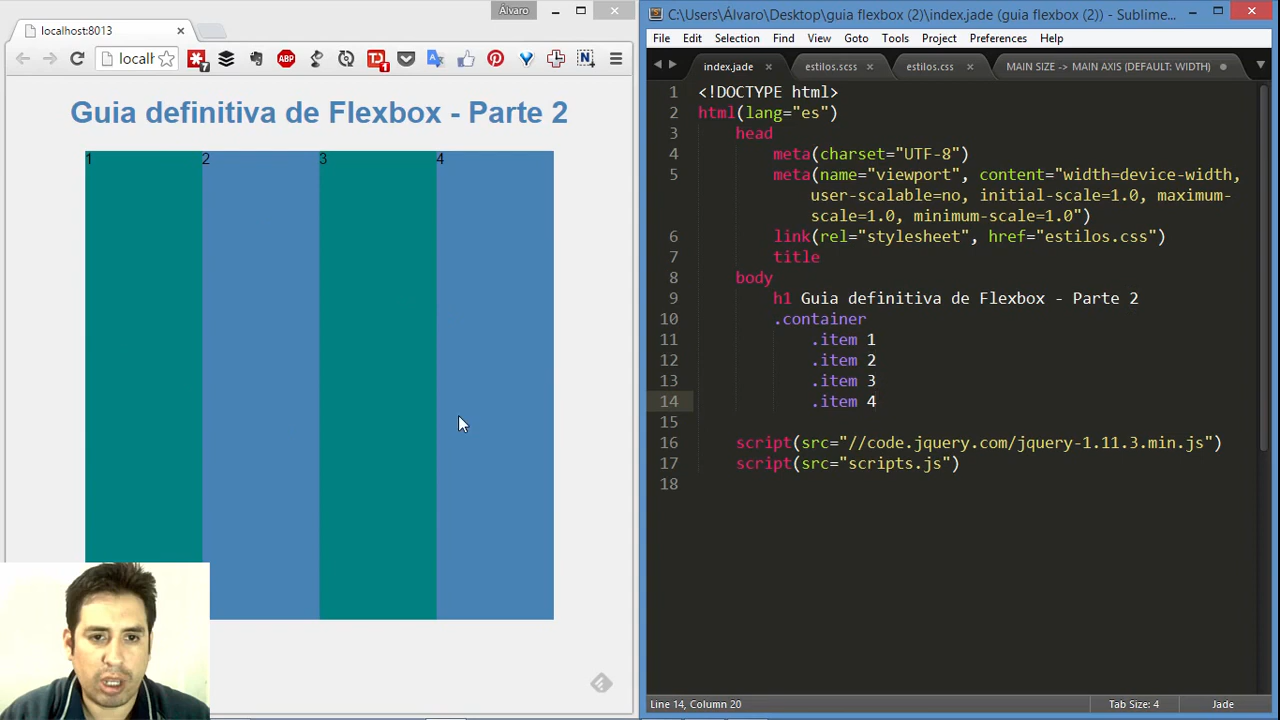 Álvaro
localhost:8013
localh
7
ABP
1
Guia definitiva de Flexbox - Parte 2
1 2 3 4
C:\Users\Álvaro\Desktop\guia flexbox (2)\index.jade (guia flexbox (2)) - Sublime...
File Edit Selection Find View Goto Tools Project Preferences Help
index.jade estilos.scss estilos.css MAIN SIZE -> MAIN AXIS (DEFAULT: WIDTH)
1 <!DOCTYPE html>
2 html(lang="es")
3 head
4 meta(charset="UTF-8")
5 meta(name="viewport", content="width=device-width,
user-scalable=no, initial-scale=1.0, maximum-
scale=1.0, minimum-scale=1.0")
6 link(rel="stylesheet", href="estilos.css")
7 title
8 body
9 h1 Guia definitiva de Flexbox - Parte 2
10 .container
11 .item 1
12 .item 2
13 .item 3
14 .item 4
15
16 script(src="//code.jquery.com/jquery-1.11.3.min.js")
17 script(src="scripts.js")
18
Line 14, Column 20 Tab Size: 4 Jade